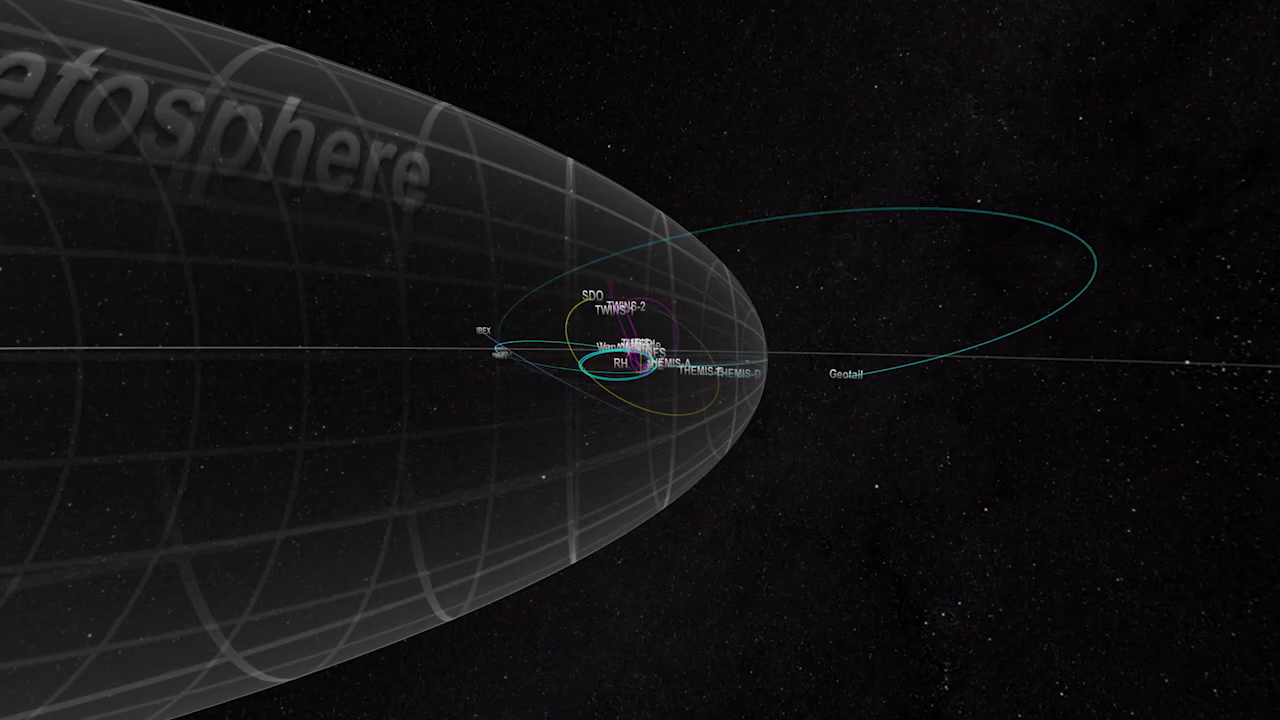 etosphere
SDO
TWINS-2
TWINS-1
IBEX
RH
THEMIS-A
THEMIS-E
THEMIS-D
Geotail